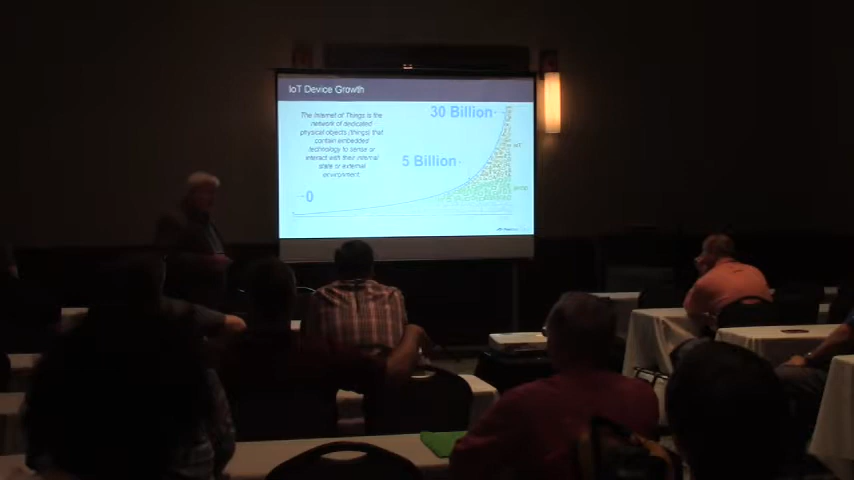 IoT Device Growth
The Internet of Things is the
network of dedicated
physical objects (things) that
contain embedded
technology to sense or
interact with their internal
state or external
environment.
30 Billion
5 Billion
0
IoT